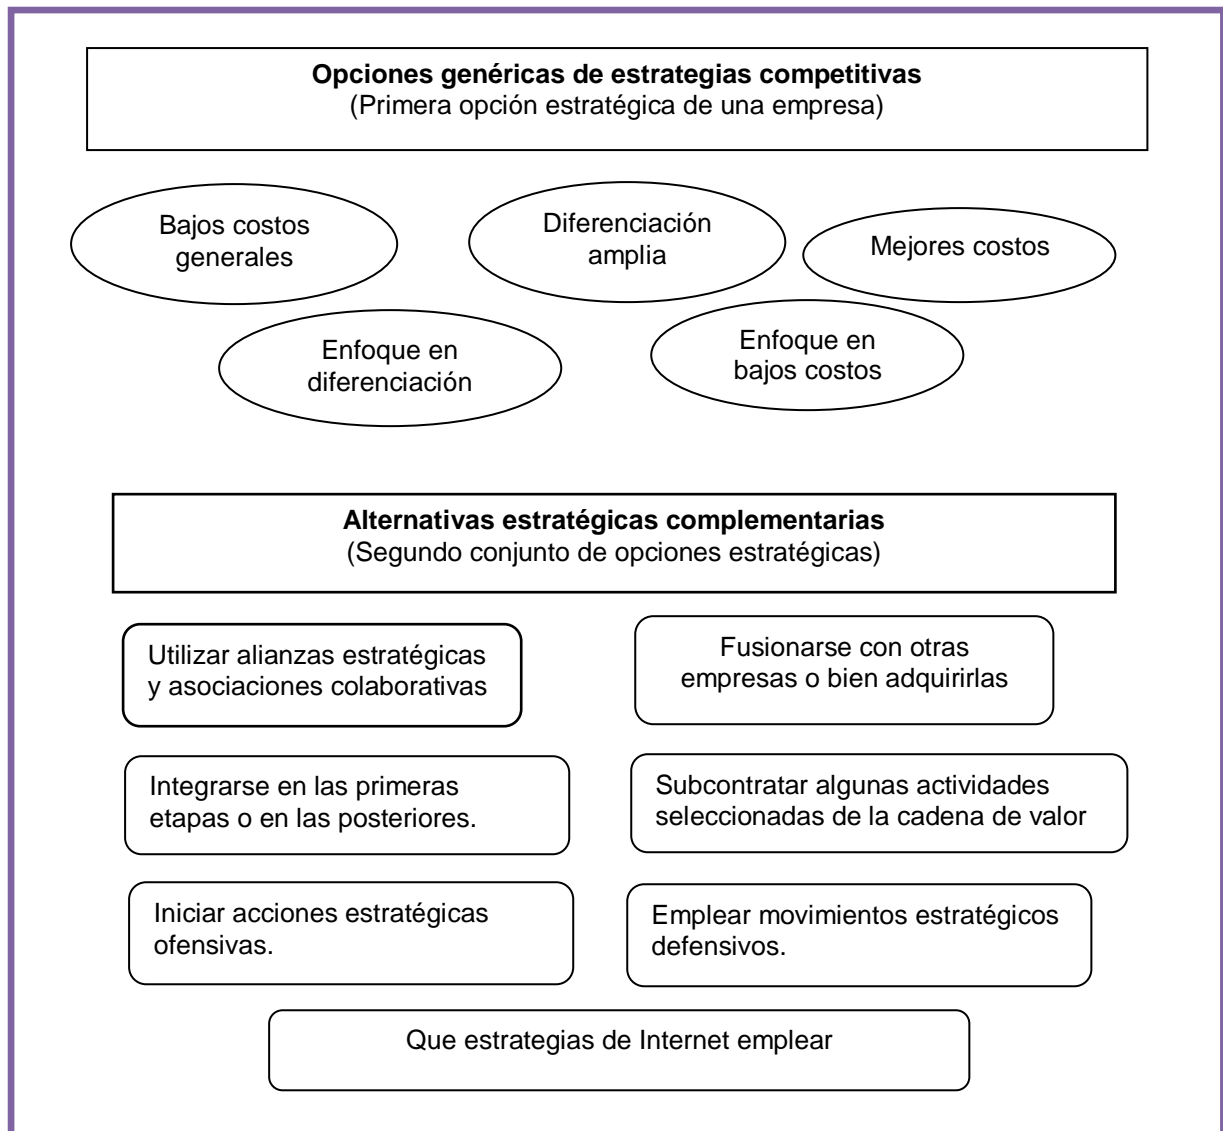 Opciones genéricas de estrategias competitivas
(Primera opción estratégica de una empresa)
Bajos costos
generales
Diferenciación
amplia
Mejores costos
Enfoque en
diferenciación
Enfoque en
bajos costos
Alternativas estratégicas complementarias
(Segundo conjunto de opciones estratégicas)
Utilizar alianzas estratégicas
y asociaciones colaborativas
Fusionarse con otras
empresas o bien adquirirlas
Integrarse en las primeras
etapas o en las posteriores.
Subcontratar algunas actividades
seleccionadas de la cadena de valor
Iniciar acciones estratégicas
ofensivas.
Emplear movimientos estratégicos
defensivos.
Que estrategias de Internet emplear